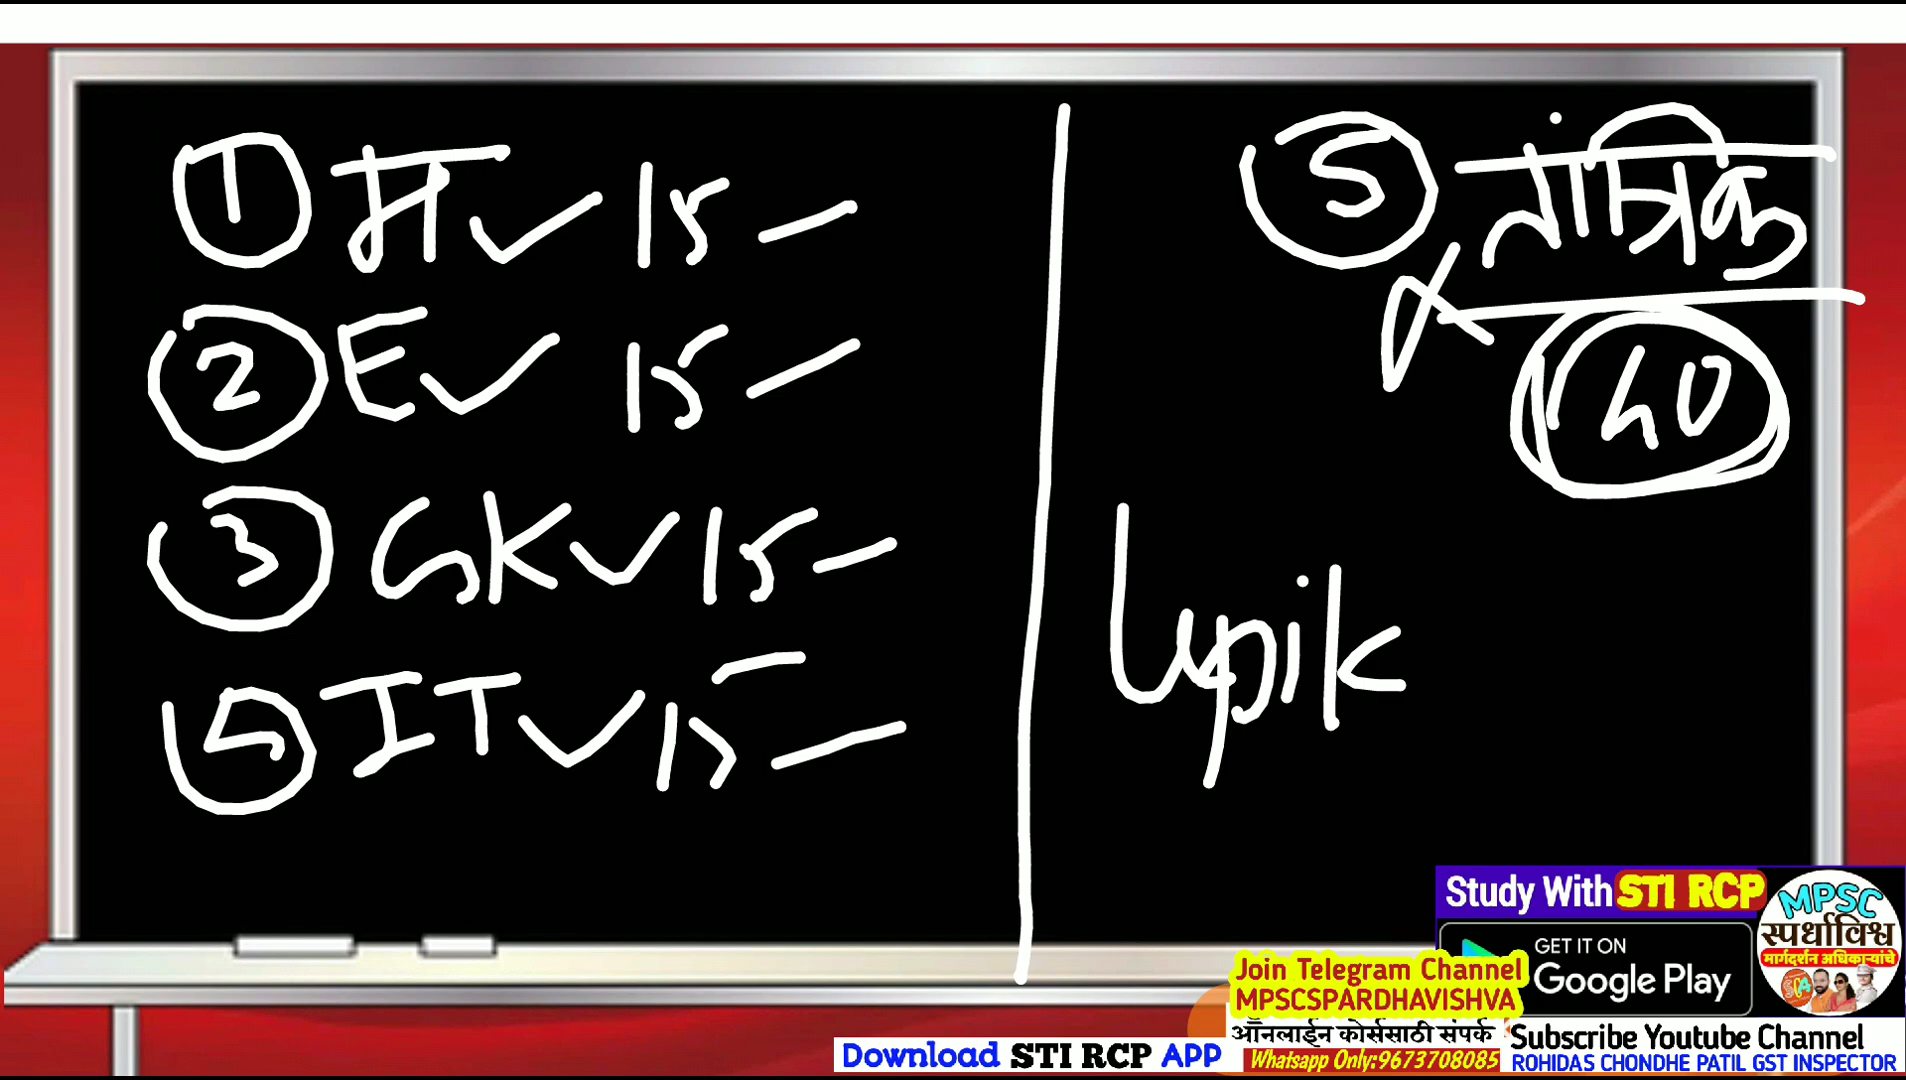 1 म ✓ 15 –
2 E ✓ 15 –
3 GK ✓ 15 –
4 IT ✓ 15 –
5 तांत्रिक
40
Lipik
Study With STI RCP
GET IT ON
Google Play
MPSC
स्पर्धाविश्व
मार्गदर्शन अधिकाऱ्यांचे
Join Telegram Channel
MPSCSPARDHAVISHVA
ऑनलाईन कोर्ससाठी संपर्क
Whatsapp Only:9673708085
Download STI RCP APP
Subscribe Youtube Channel
ROHIDAS CHONDHE PATIL GST INSPECTOR